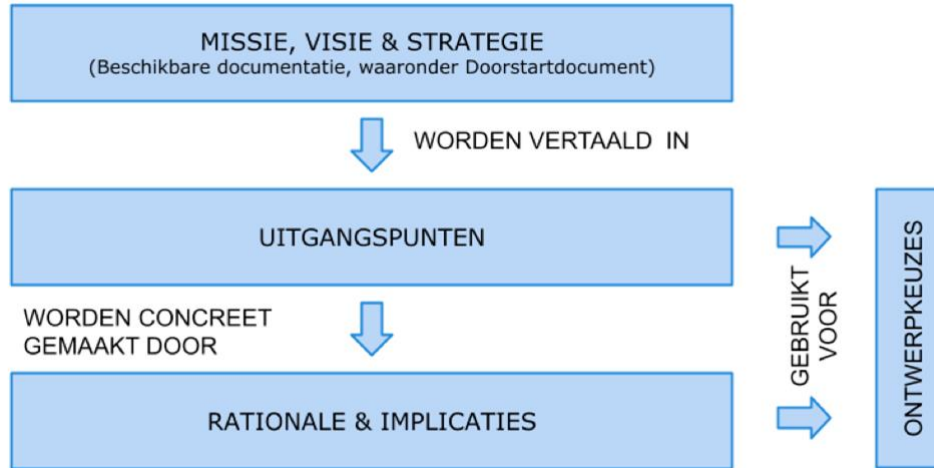 MISSIE, VISIE & STRATEGIE
(Beschikbare documentatie, waaronder Doorstartdocument)
WORDEN VERTAALD IN
UITGANGSPUNTEN
WORDEN CONCREET
GEMAAKT DOOR
RATIONALE & IMPLICATIES
GEBRUIKT
VOOR
ONTWERPKEUZES